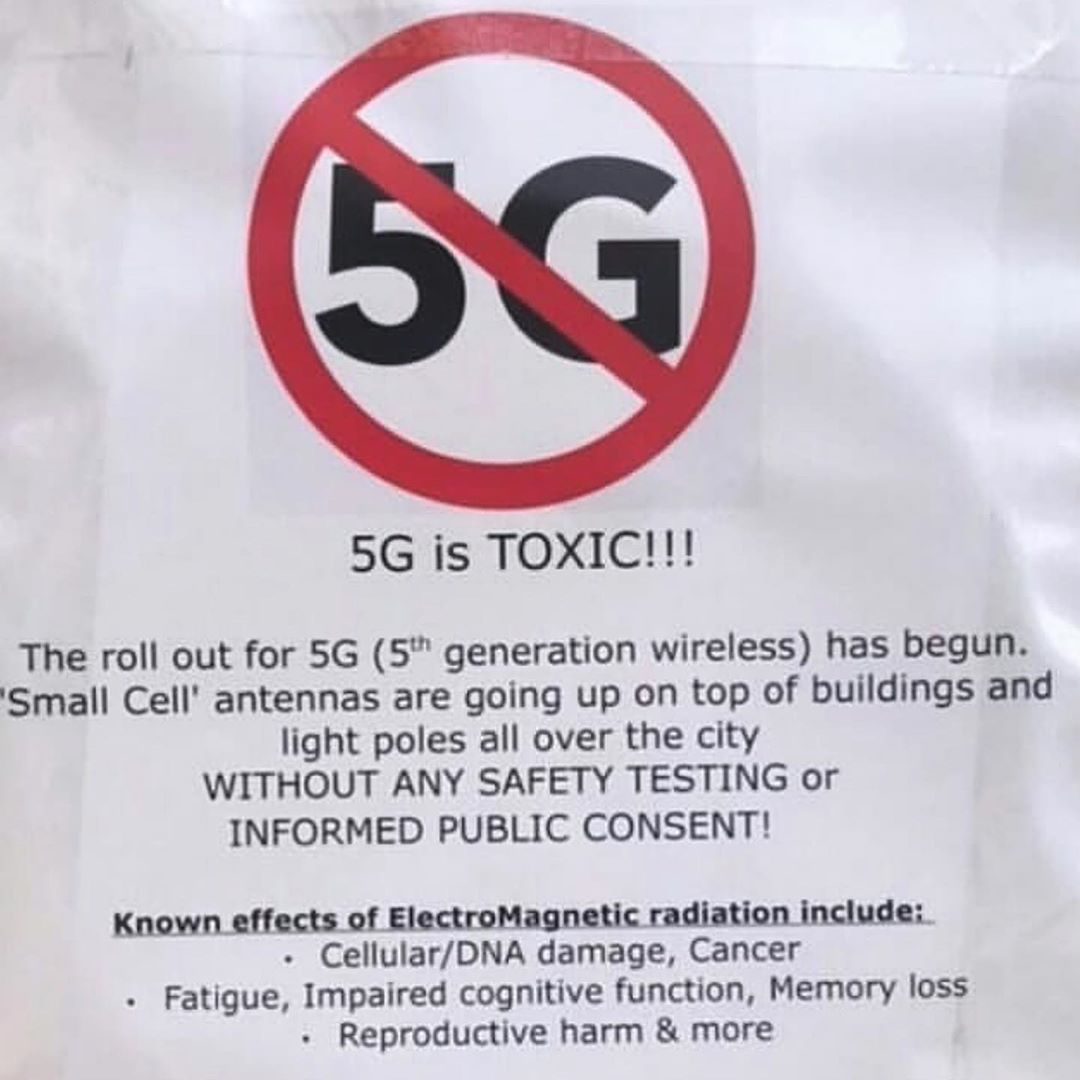 5G
5G is TOXIC!!!
The roll out for 5G (5th generation wireless) has begun.
'Small Cell' antennas are going up on top of buildings and
light poles all over the city
WITHOUT ANY SAFETY TESTING or
INFORMED PUBLIC CONSENT!
Known effects of ElectroMagnetic radiation include:
· Cellular/DNA damage, Cancer
· Fatigue, Impaired cognitive function, Memory loss
· Reproductive harm & more